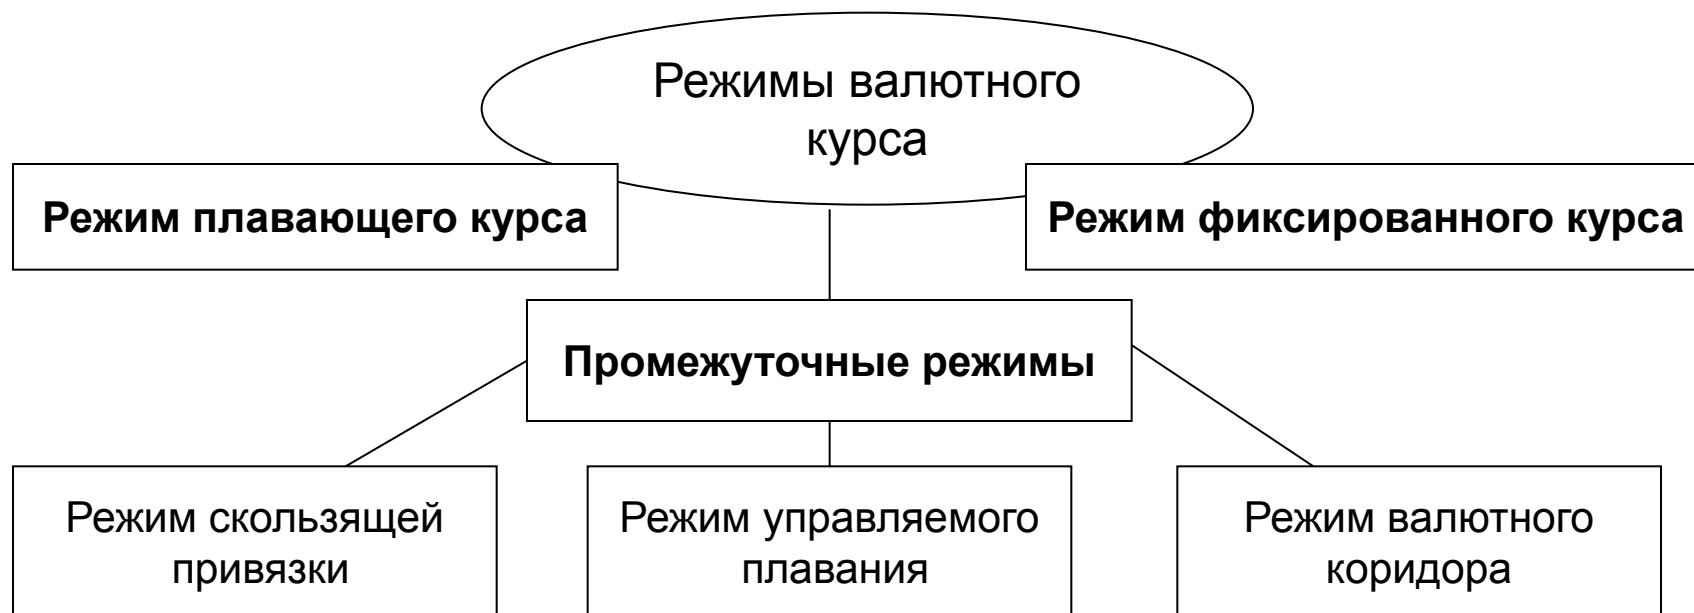 Режимы валютного
курса
Режим плавающего курса
Режим фиксированного курса
Промежуточные режимы
Режим скользящей
привязки
Режим управляемого
плавания
Режим валютного
коридора